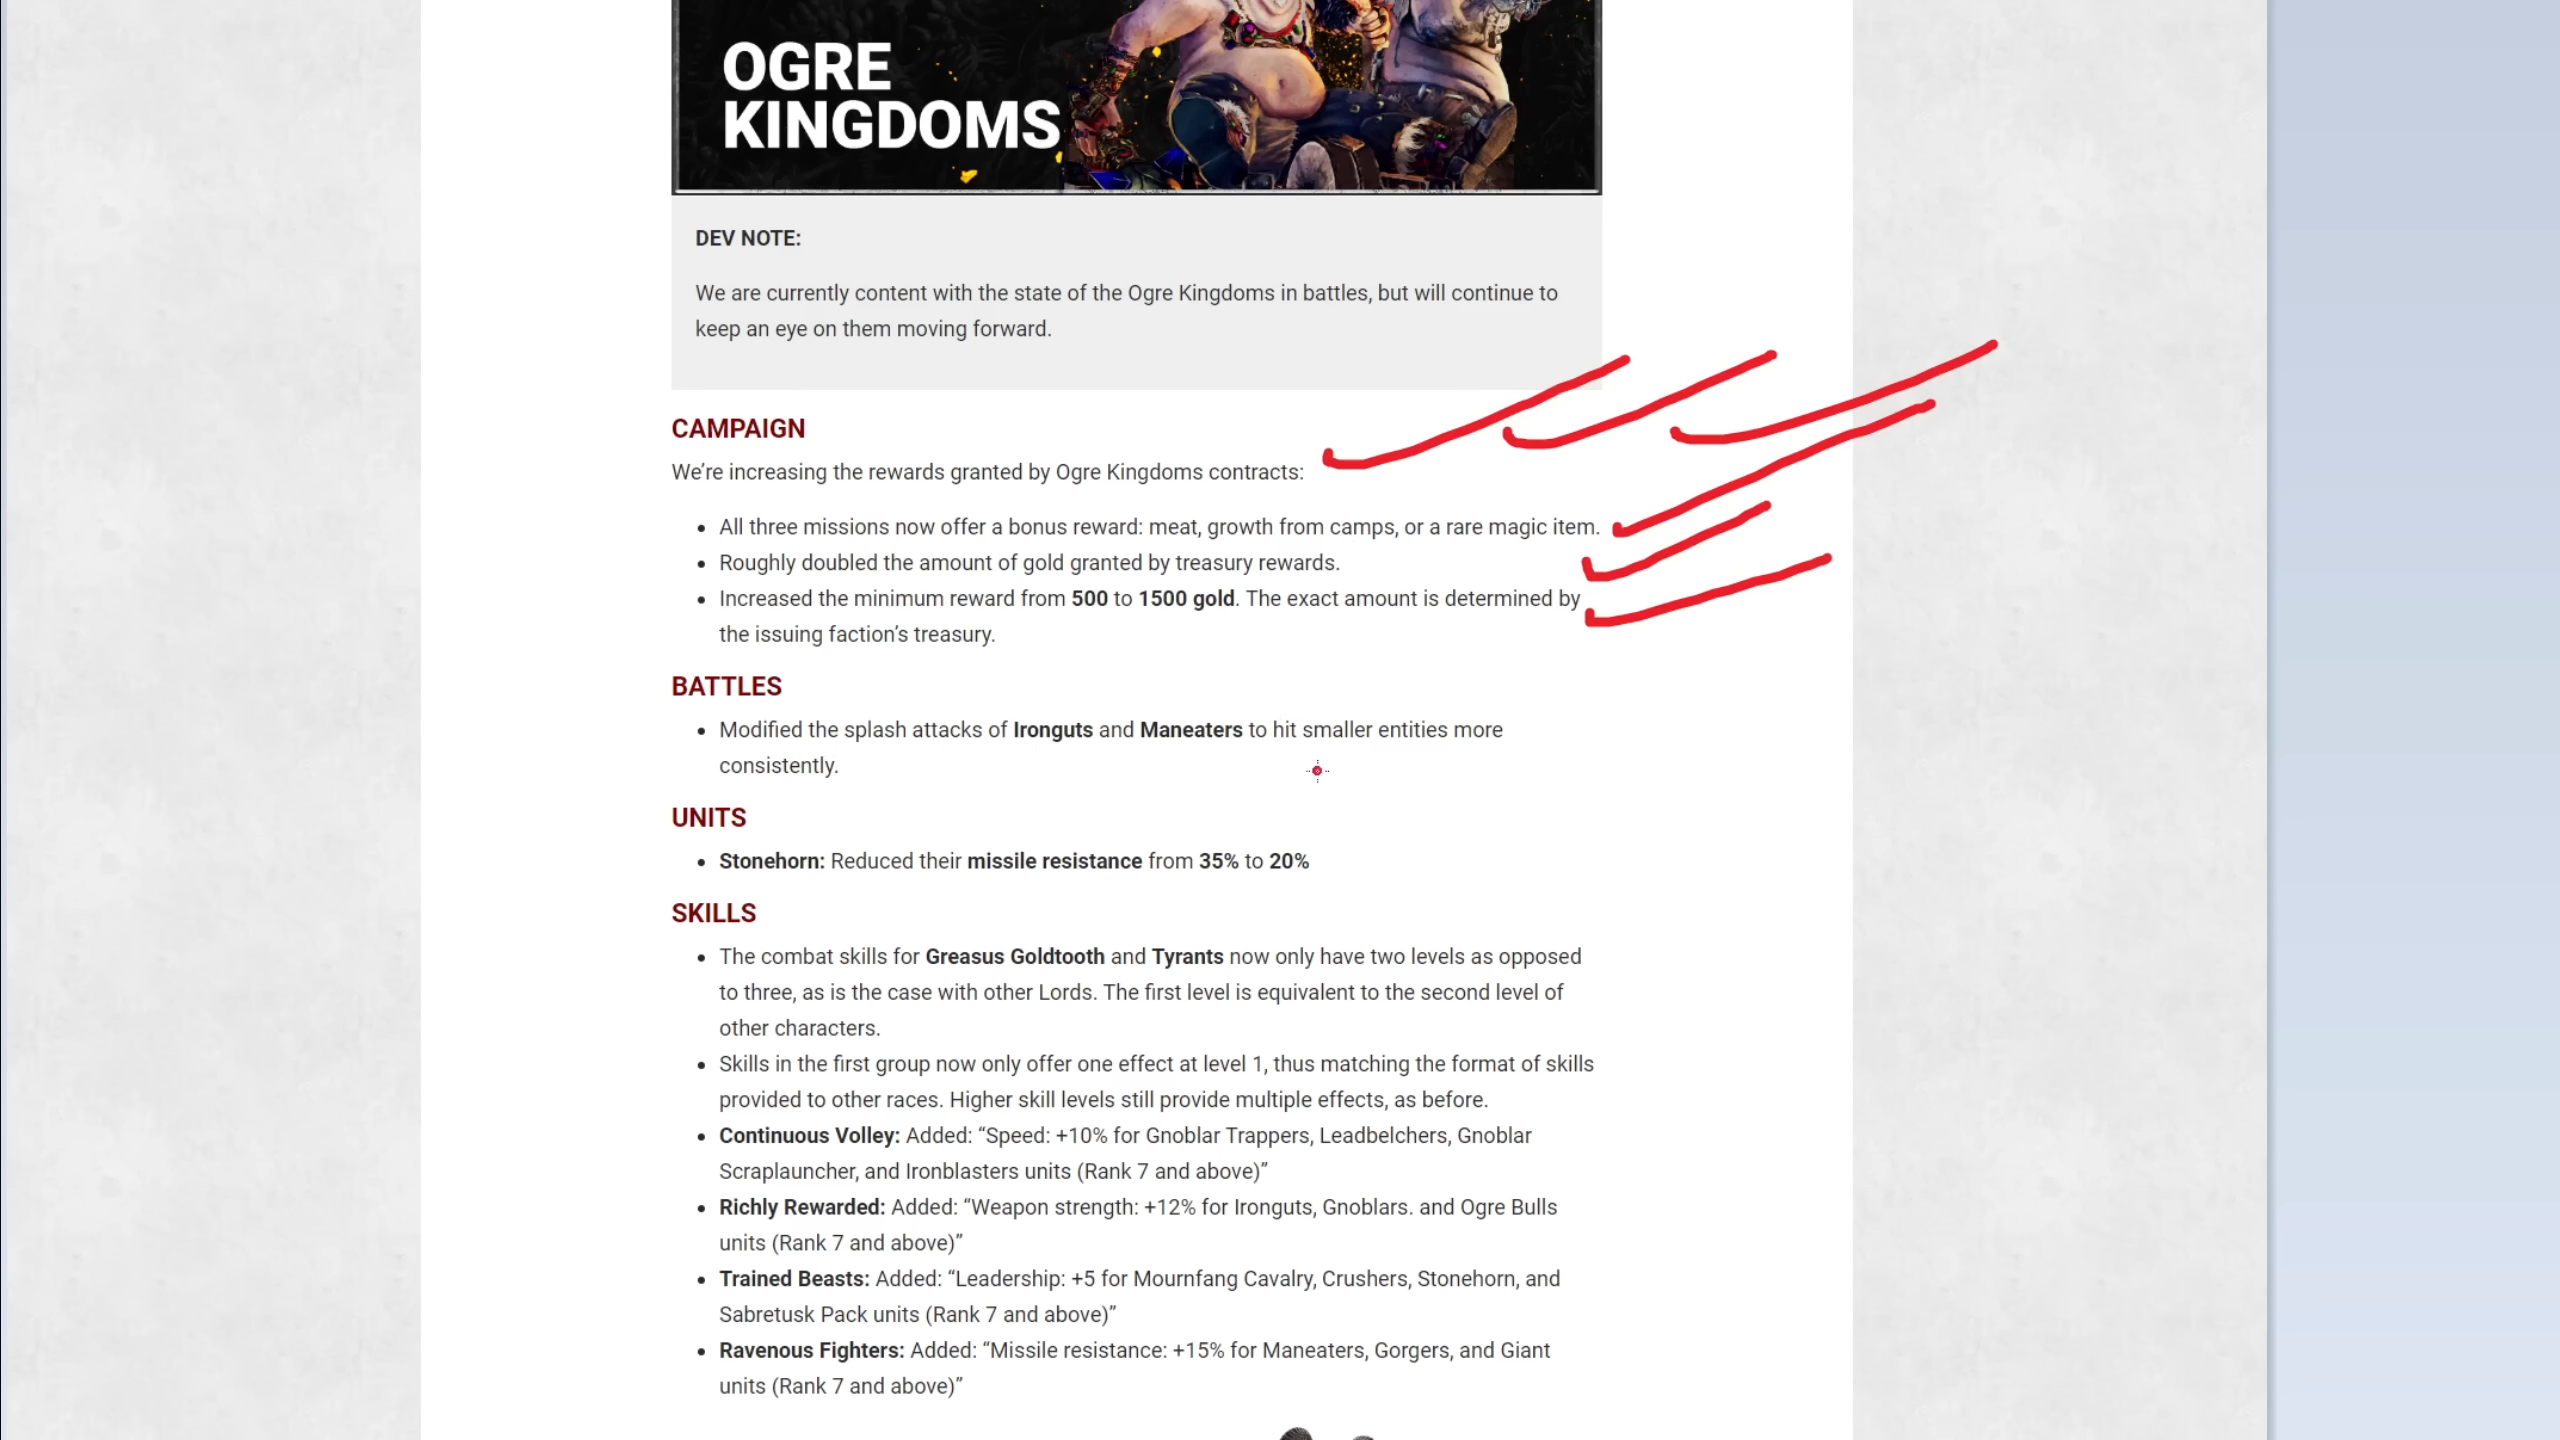 OGRE
KINGDOMS
DEV NOTE:
We are currently content with the state of the Ogre Kingdoms in battles, but will continue to
keep an eye on them moving forward.
CAMPAIGN
We’re increasing the rewards granted by Ogre Kingdoms contracts:
• All three missions now offer a bonus reward: meat, growth from camps, or a rare magic item.
• Roughly doubled the amount of gold granted by treasury rewards.
• Increased the minimum reward from 500 to 1500 gold. The exact amount is determined by
the issuing faction’s treasury.
BATTLES
• Modified the splash attacks of Ironguts and Maneaters to hit smaller entities more
consistently.
UNITS
• Stonehorn: Reduced their missile resistance from 35% to 20%
SKILLS
• The combat skills for Greasus Goldtooth and Tyrants now only have two levels as opposed
to three, as is the case with other Lords. The first level is equivalent to the second level of
other characters.
• Skills in the first group now only offer one effect at level 1, thus matching the format of skills
provided to other races. Higher skill levels still provide multiple effects, as before.
• Continuous Volley: Added: “Speed: +10% for Gnoblar Trappers, Leadbelchers, Gnoblar
Scraplauncher, and Ironblasters units (Rank 7 and above)”
• Richly Rewarded: Added: “Weapon strength: +12% for Ironguts, Gnoblars. and Ogre Bulls
units (Rank 7 and above)”
• Trained Beasts: Added: “Leadership: +5 for Mournfang Cavalry, Crushers, Stonehorn, and
Sabretusk Pack units (Rank 7 and above)”
• Ravenous Fighters: Added: “Missile resistance: +15% for Maneaters, Gorgers, and Giant
units (Rank 7 and above)”